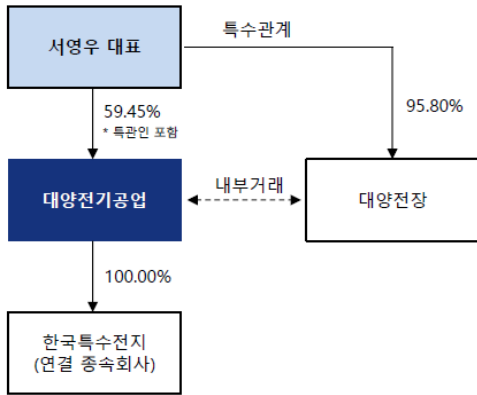 서영우 대표
특수관계
59.45%
* 특관인 포함
95.80%
대양전기공업
내부거래
대양전장
100.00%
한국특수전지
(연결 종속회사)